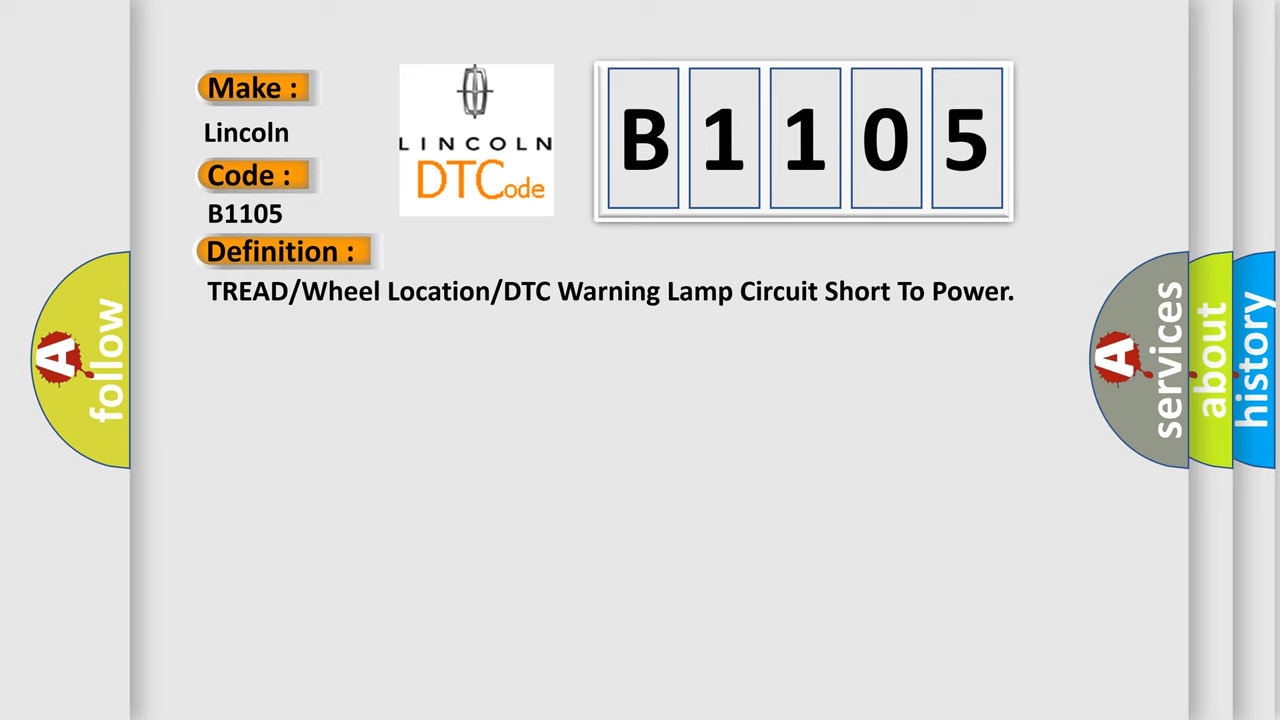 Make :
Lincoln
Code :
B1105
Definition :
TREAD/Wheel Location/DTC Warning Lamp Circuit Short To Power.
LINCOLN
DTCode
B 1 1 0 5
A
follow
A
services
about
history